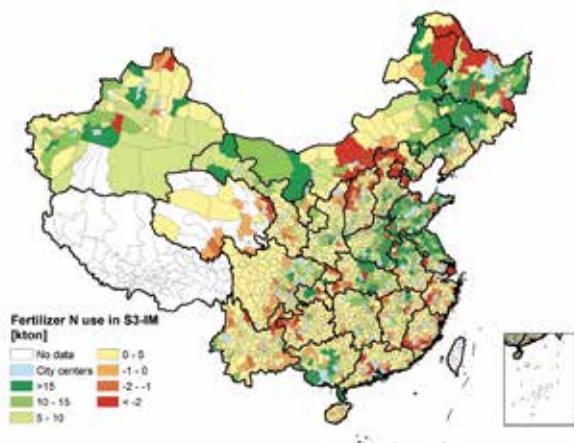 Fertilizer N use in S3-IM
[kton]
No data
City centers
>15
10 - 15
5 - 10
0 - 5
-1 - 0
-2 - -1
< -2